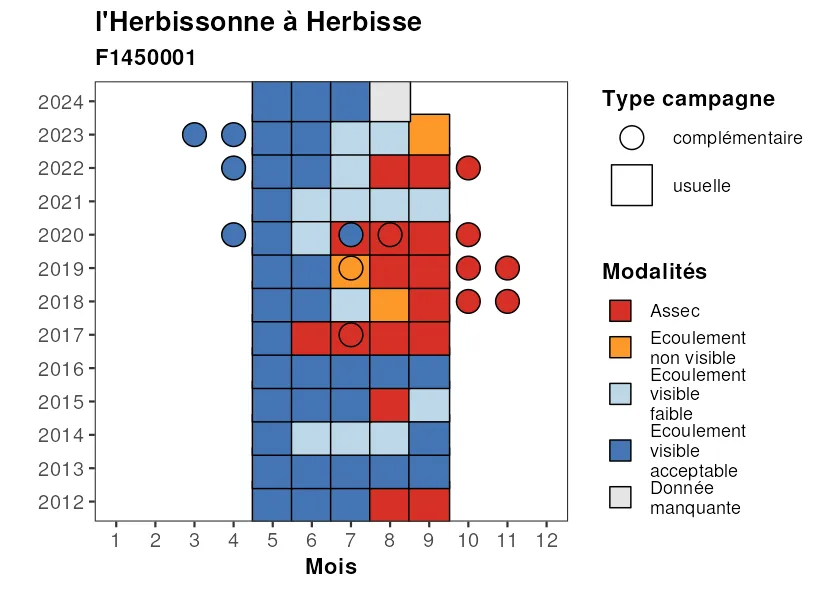 l'Herbissonne à Herbisse
F1450001
2024
2023
2022
2021
2020
2019
2018
2017
2016
2015
2014
2013
2012
1 2 3 4 5 6 7 8 9 10 11 12
Mois
Type campagne
complémentaire
usuelle
Modalités
Assec
Ecoulement
non visible
Ecoulement
visible
faible
Ecoulement
visible
acceptable
Donnée
manquante